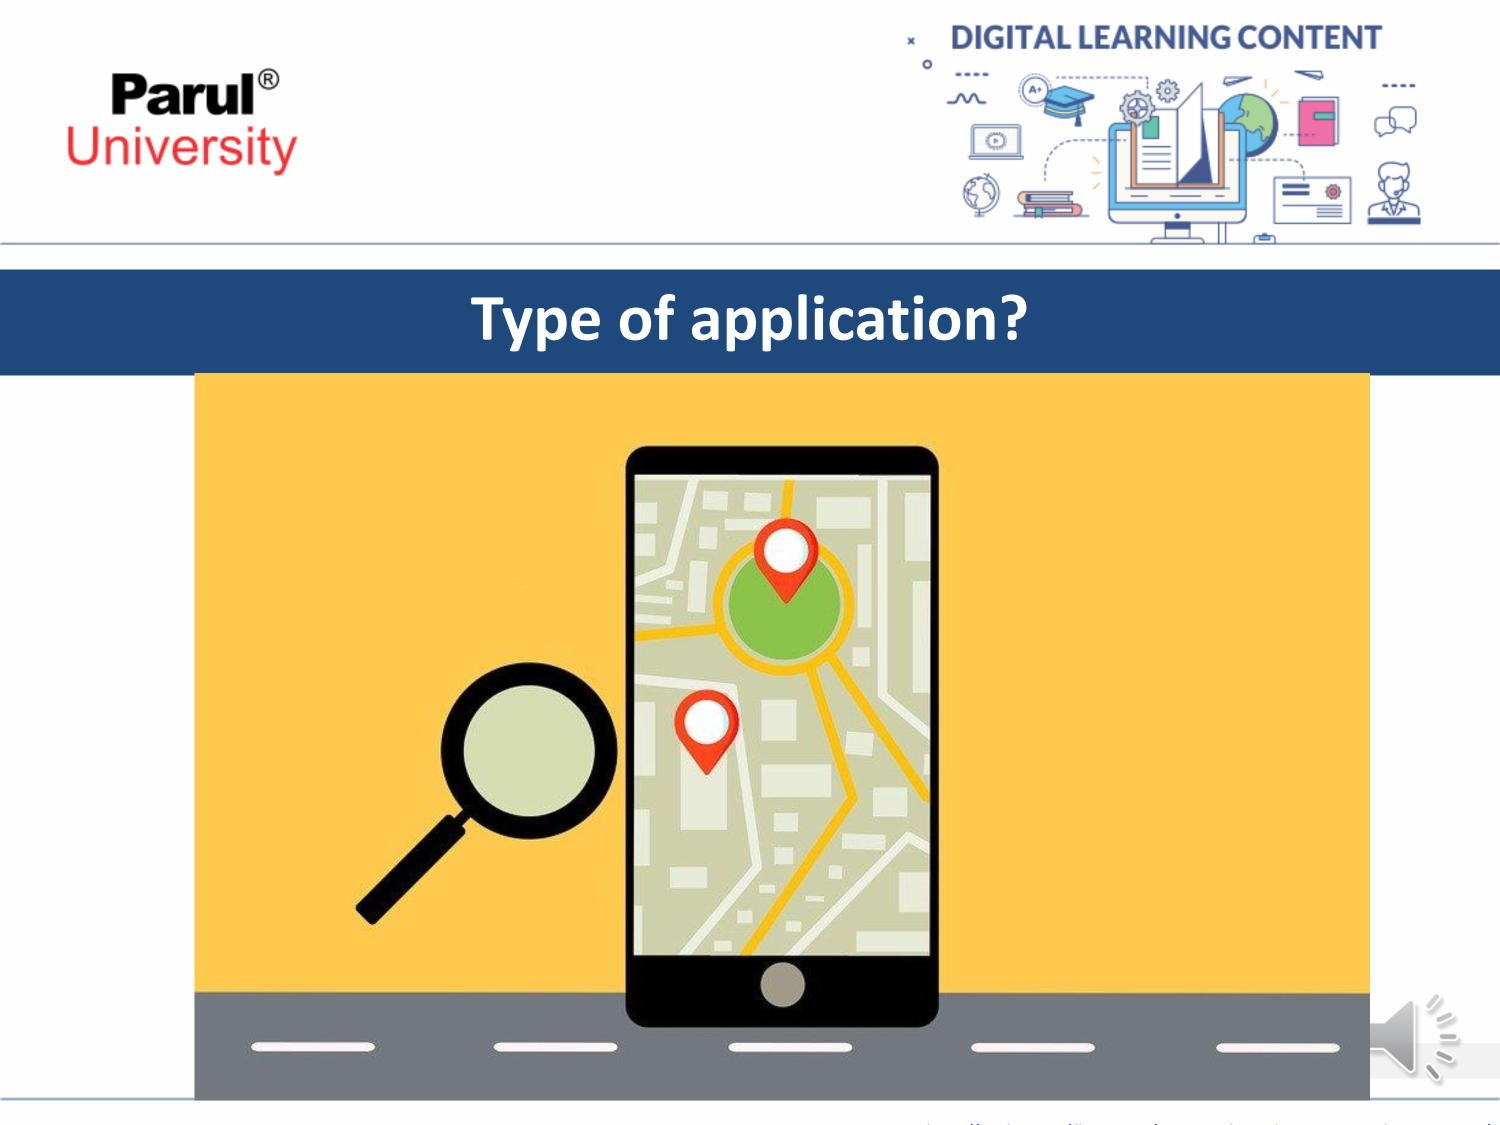 DIGITAL LEARNING CONTENT
Parul®
University
A+
Type of application?